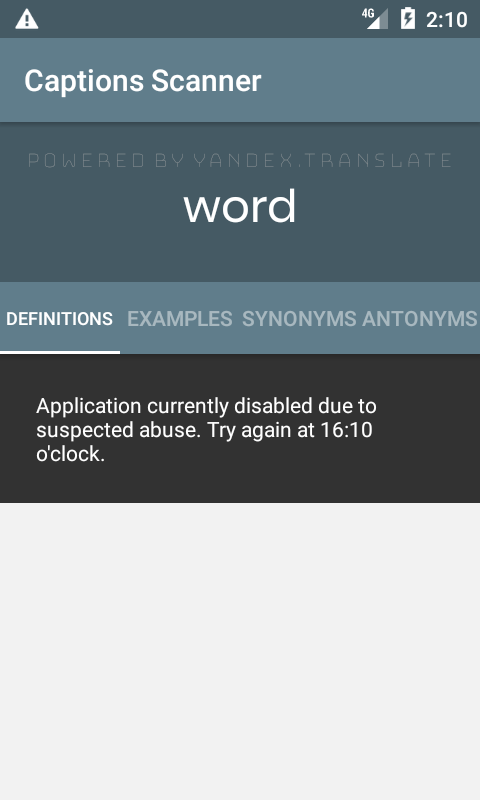 4G 2:10
Captions Scanner
POWERED BY YANDEX.TRANSLATE
word
DEFINITIONS EXAMPLES SYNONYMS ANTONYMS
Application currently disabled due to
suspected abuse. Try again at 16:10
o'clock.